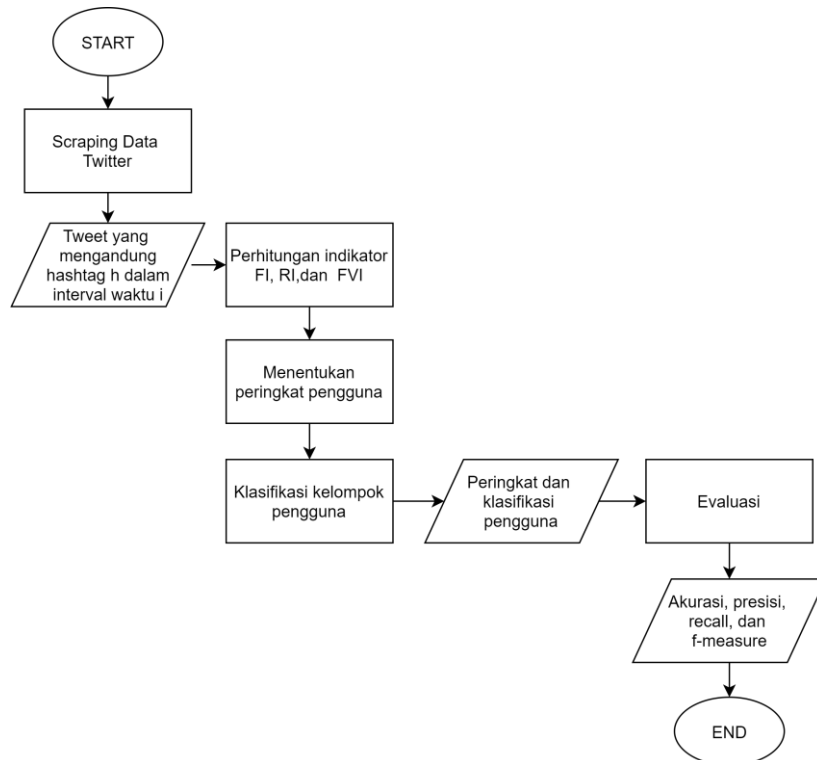 START
Scraping Data
Twitter
Tweet yang
mengandung
hashtag h dalam
interval waktu i
Perhitungan indikator
FI, RI,dan FVI
Menentukan
peringkat pengguna
Klasifikasi kelompok
pengguna
Peringkat dan
klasifikasi
pengguna
Evaluasi
Akurasi, presisi,
recall, dan
f-measure
END